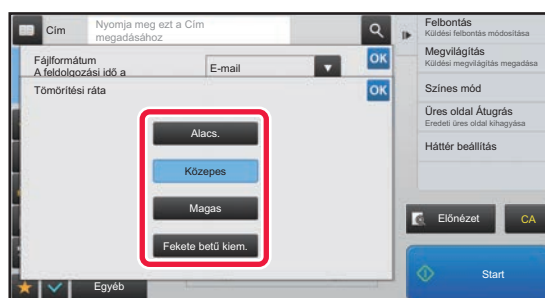 Cím
Nyomja meg ezt a Cím
megadásához
Fájlformátum
A feldolgozási idő a
E-mail
OK
Tömörítési ráta
OK
Alacs.
Közepes
Magas
Fekete betű kiem.
Egyéb
Felbontás
Küldési felbontás módosítása
Megvilágítás
Küldési megvilágítás megadása
Színes mód
Üres oldal Átugrás
Eredeti üres oldal kihagyása
Háttér beállítás
Előnézet
CA
Start